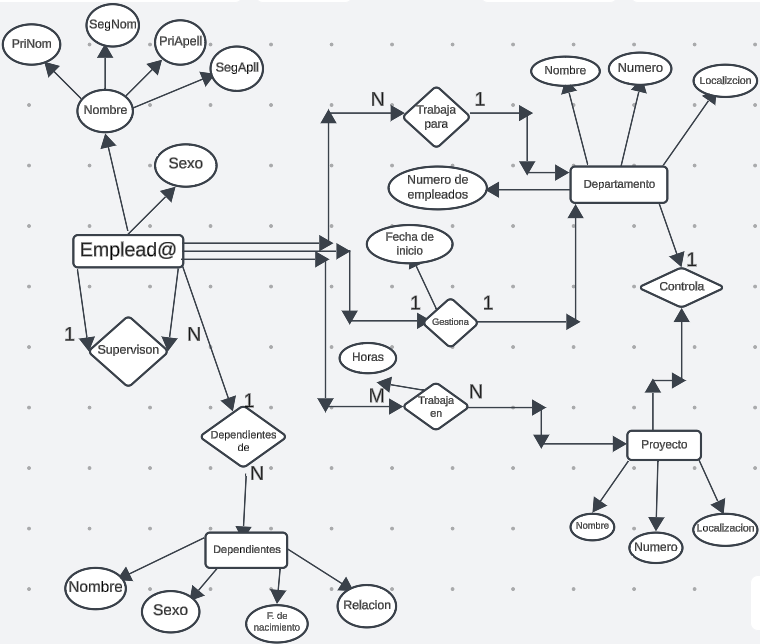 SegNom
PriNom
PriApell
SegApll
Nombre
Sexo
Emplead@
1
Supervison
N
1
Dependientes
de
N
Dependientes
Nombre
Sexo
F. de
nacimiento
Relacion
N
Trabaja
para
1
Numero de
empleados
Fecha de
inicio
1
Gestiona
1
Horas
M
Trabaja
en
N
Nombre
Numero
Localizcion
Departamento
1
Controla
Proyecto
Nombre
Numero
Localizacion